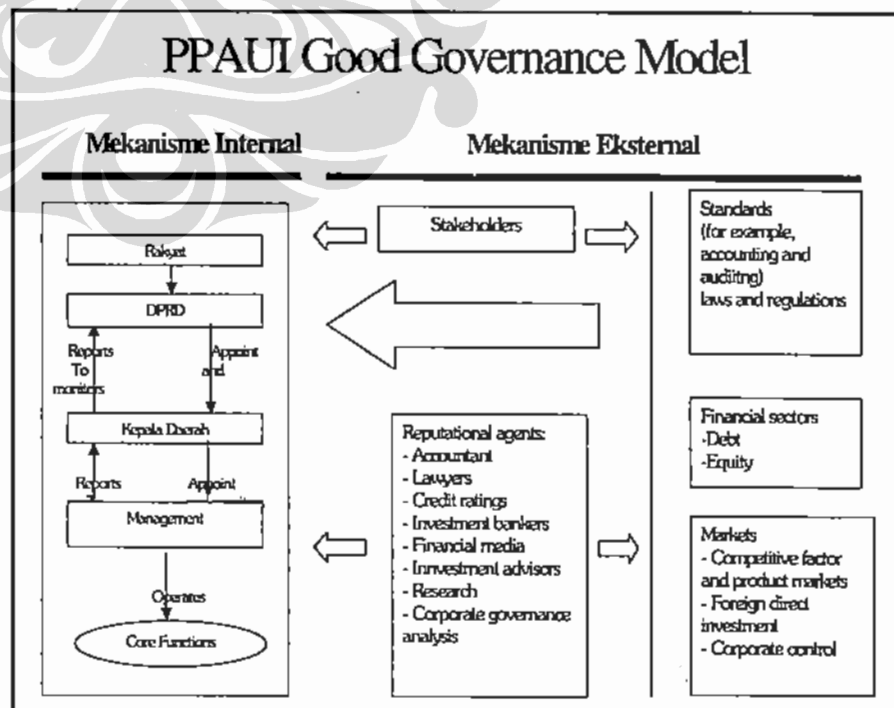 PPAUI Good Governance Model
Mekanisme Internal
Mekanisme Eksternal
Rakyat
DPRD
Reports
To
monitors
Appoint
and
Kepala Daerah
Reports
Appoint
Management
Operates
Core Functions
Stakeholders
Reputational agents:
- Accountant
- Lawyers
- Credit ratings
- Investment bankers
- Financial media
- Innvestment advisors
- Research
- Corporate governance
analysis
Standards
(for example,
accounting and
auditng)
laws and regulations
Financial sectors
-Debt
-Equity
Markets
- Competitive factor
and product markets
- Foreign direct
investment
- Corporate control